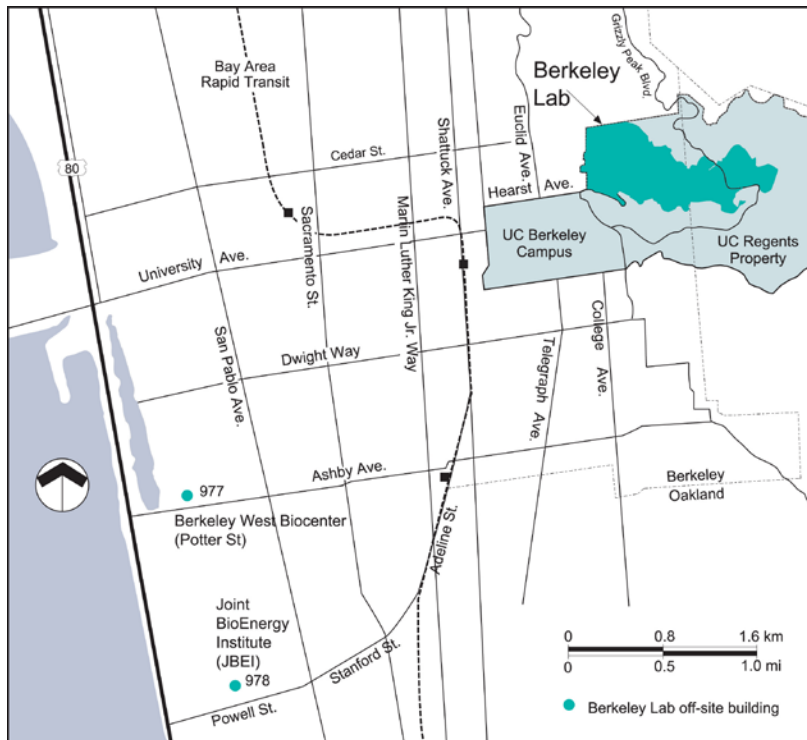 Bay Area
Rapid Transit
Grizzly Peak Blvd.
Berkeley
Lab
80
Cedar St.
Shattuck Ave.
Euclid Ave.
Hearst Ave.
Sacramento St.
Martin Luther King Jr. Way
University Ave.
UC Berkeley
Campus
UC Regents
Property
San Pablo Ave.
Dwight Way
Telegraph Ave.
College Ave.
Ashby Ave.
977
Berkeley West Biocenter
(Potter St)
Berkeley
Oakland
Adeline St.
Joint
BioEnergy
Institute
(JBEI)
978
Stanford St.
Powell St.
0 0.8 1.6 km
0 0.5 1.0 mi
Berkeley Lab off-site building